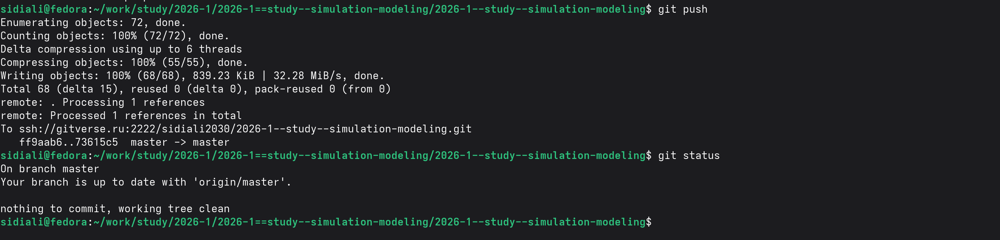 sidiali@fedora:~/work/study/2026-1/2026-1==study--simulation-modeling/2026-1--study--simulation-modeling$ git push
Enumerating objects: 72, done.
Counting objects: 100% (72/72), done.
Delta compression using up to 6 threads
Compressing objects: 100% (55/55), done.
Writing objects: 100% (68/68), 839.23 KiB | 32.28 MiB/s, done.
Total 68 (delta 15), reused 0 (delta 0), pack-reused 0 (from 0)
remote: . Processing 1 references
remote: Processed 1 references in total
To ssh://gitverse.ru:2222/sidiali2030/2026-1--study--simulation-modeling.git
   ff9aab6..73615c5  master -> master
sidiali@fedora:~/work/study/2026-1/2026-1==study--simulation-modeling/2026-1--study--simulation-modeling$ git status
On branch master
Your branch is up to date with 'origin/master'.

nothing to commit, working tree clean
sidiali@fedora:~/work/study/2026-1/2026-1==study--simulation-modeling/2026-1--study--simulation-modeling$